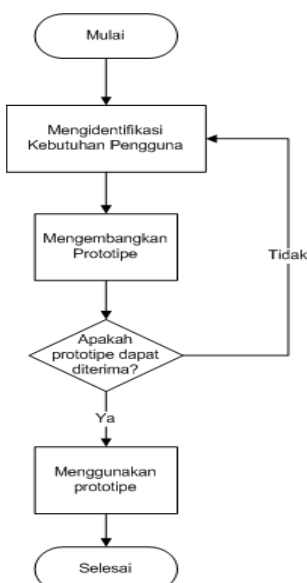 Mulai
Mengidentifikasi
Kebutuhan Pengguna
Mengembangkan
Prototipe
Tidak
Apakah
prototipe dapat
diterima?
Ya
Menggunakan
prototipe
Selesai